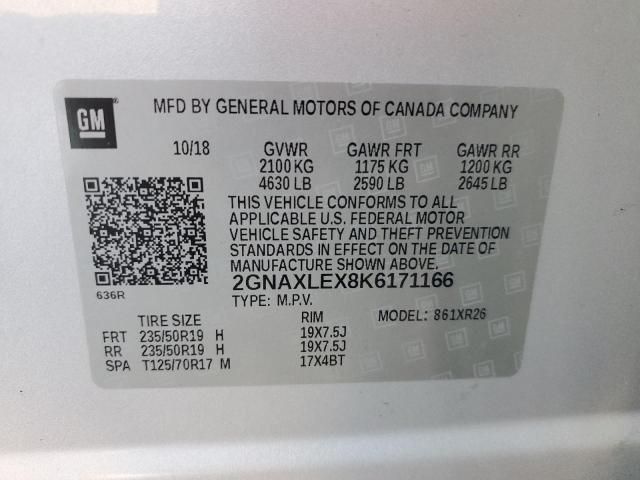 GM
MFD BY GENERAL MOTORS OF CANADA COMPANY
10/18 GVWR GAWR FRT GAWR RR
2100 KG 1175 KG 1200 KG
4630 LB 2590 LB 2645 LB
THIS VEHICLE CONFORMS TO ALL
APPLICABLE U.S. FEDERAL MOTOR
VEHICLE SAFETY AND THEFT PREVENTION
STANDARDS IN EFFECT ON THE DATE OF
MANUFACTURE SHOWN ABOVE.
2GNAXLEX8K6171166
636R
TYPE: M.P.V.
MODEL: 861XR26
TIRE SIZE RIM
FRT 235/50R19 H 19X7.5J
RR 235/50R19 H 19X7.5J
SPA T125/70R17 M 17X4BT